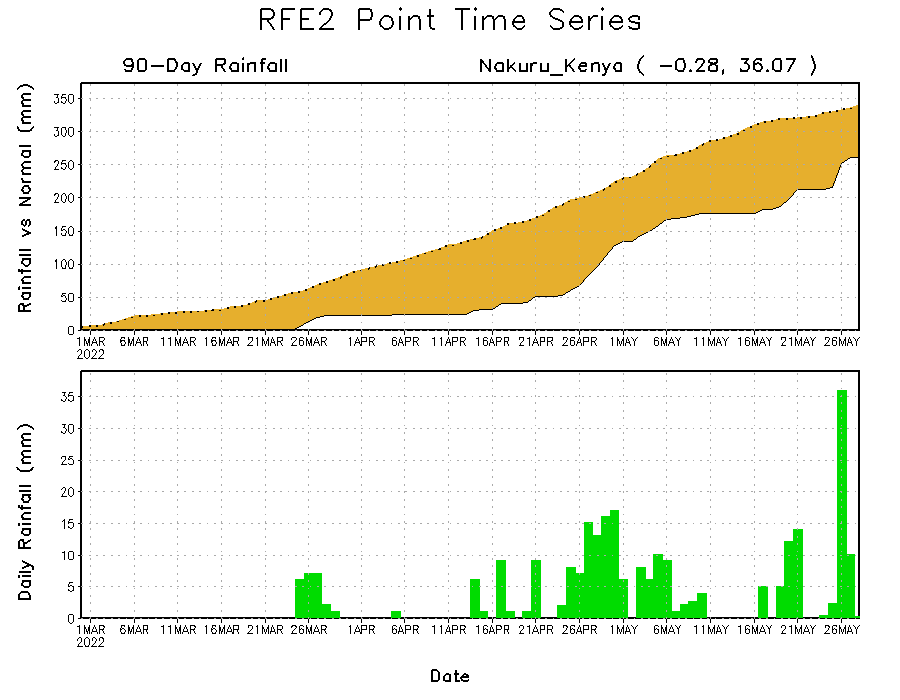 RFE2 Point Time Series
90-Day Rainfall
Nakuru_Kenya ( -0.28, 36.07 )
Rainfall vs Normal (mm)
350
300
250
200
150
100
50
0
1MAR 6MAR 11MAR 16MAR 21MAR 26MAR 1APR 6APR 11APR 16APR 21APR 26APR 1MAY 6MAY 11MAY 16MAY 21MAY 26MAY
2022
Daily Rainfall (mm)
35
30
25
20
15
10
5
0
1MAR 6MAR 11MAR 16MAR 21MAR 26MAR 1APR 6APR 11APR 16APR 21APR 26APR 1MAY 6MAY 11MAY 16MAY 21MAY 26MAY
2022
Date